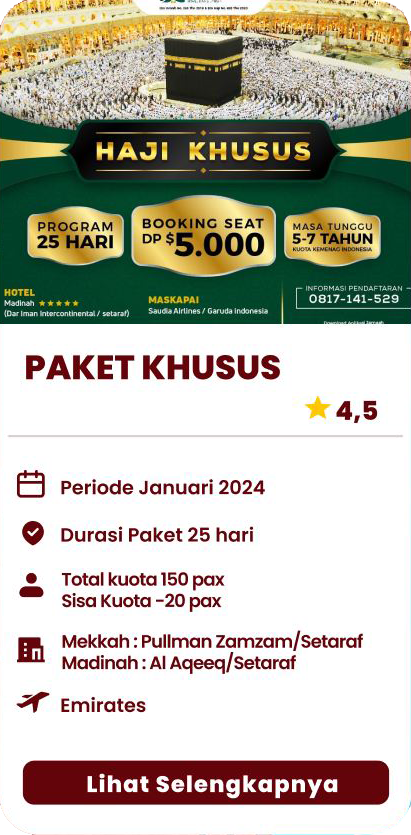 HAJI KHUSUS
PROGRAM
25 HARI
BOOKING SEAT
DP $5.000
MASA TUNGGU
5-7 TAHUN
KUOTA KEMENAG INDONESIA
HOTEL
Madinah ★★★★★
(Dar Iman Intercontinental / setaraf)
MASKAPAI
Saudia Airlines / Garuda Indonesia
INFORMASI PENDAFTARAN
0817-141-529
PAKET KHUSUS
4,5
Periode Januari 2024
Durasi Paket 25 hari
Total kuota 150 pax
Sisa Kuota -20 pax
Mekkah : Pullman Zamzam/Setaraf
Madinah : Al Aqeeq/Setaraf
Emirates
Lihat Selengkapnya